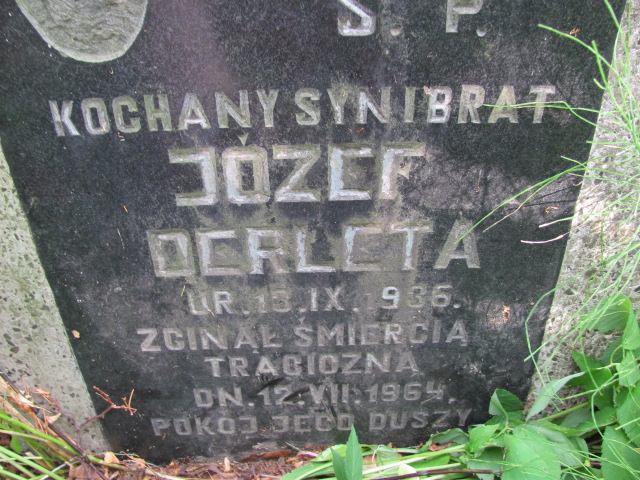 S. P.
KOCHANY SYN I BRAT
JÓZEF
DERLETA
UR. 15. IX. 1936.
ZGINAŁ ŚMIERCIA
TRAGICZNA
DN. 12. VII. 1964.
POKOJ JEGO DUSZY